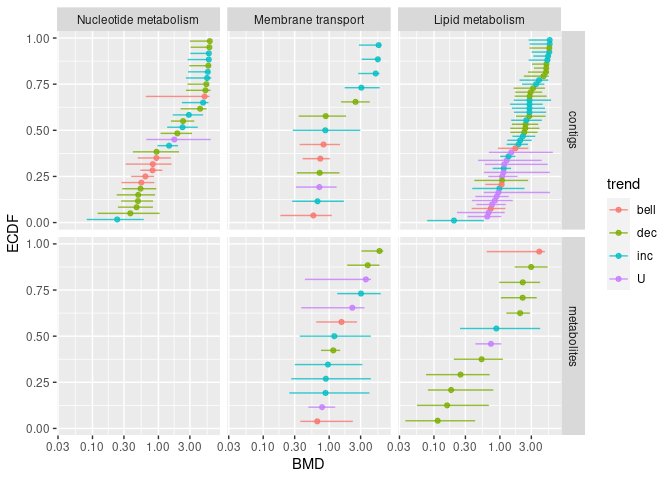 Nucleotide metabolism Membrane transport Lipid metabolism
1.00
0.75
0.50
0.25
0.00
contigs
1.00
0.75
0.50
0.25
0.00
metabolites
ECDF
0.03 0.10 0.30 1.00 3.00 0.03 0.10 0.30 1.00 3.00 0.03 0.10 0.30 1.00 3.00
BMD
trend
bell
dec
inc
U